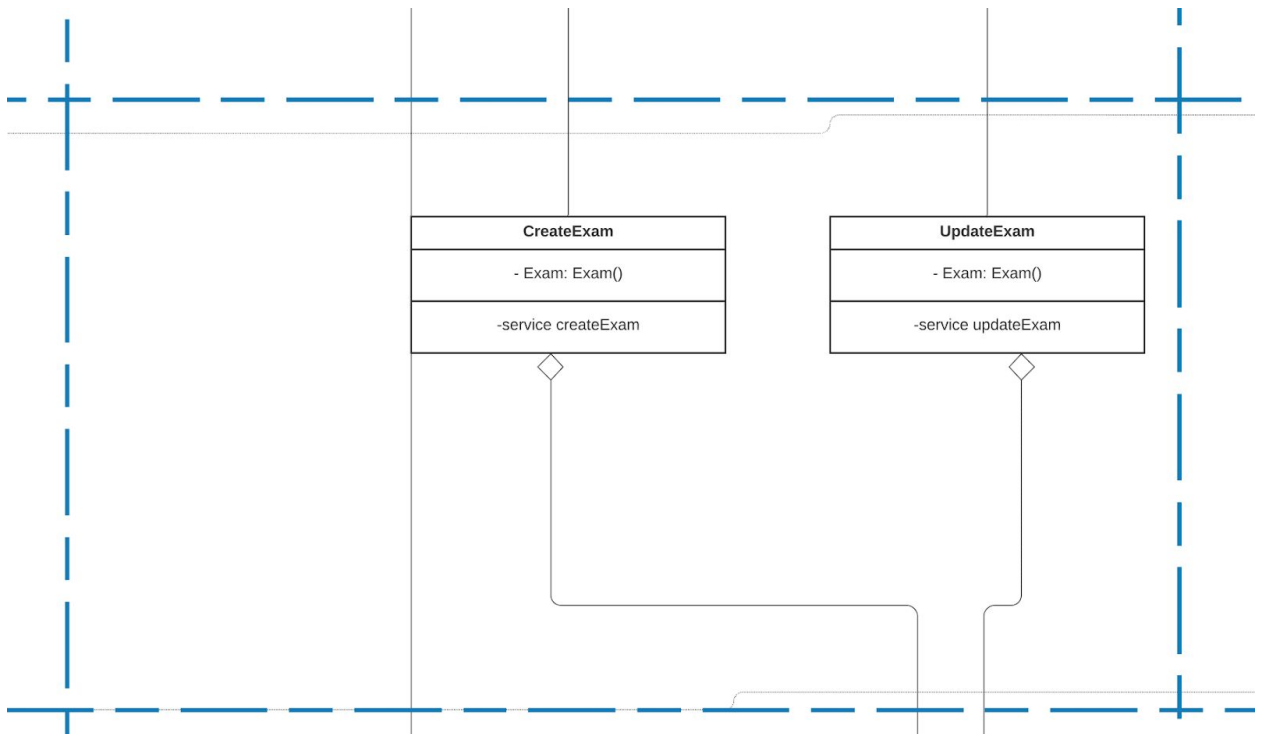 CreateExam
- Exam: Exam()
-service createExam
UpdateExam
- Exam: Exam()
-service updateExam